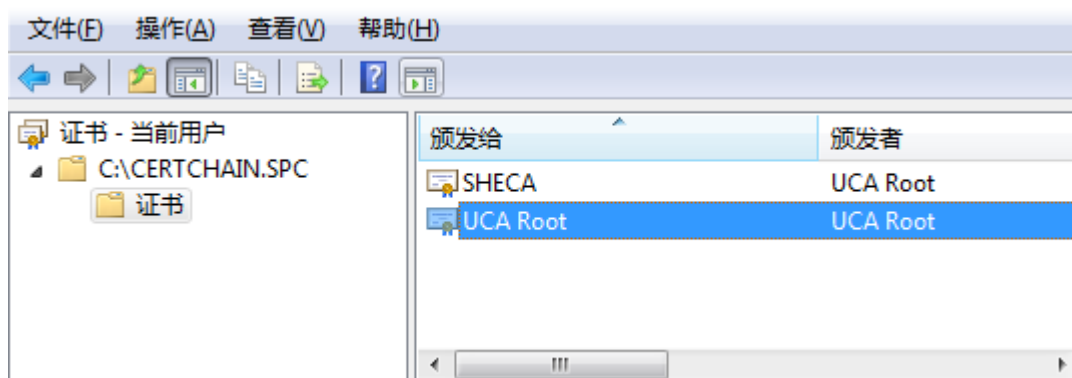 文件(F) 操作(A) 查看(V) 帮助(H)
证书 - 当前用户
C:\CERTCHAIN.SPC
证书
颁发给 颁发者
SHECA UCA Root
UCA Root UCA Root